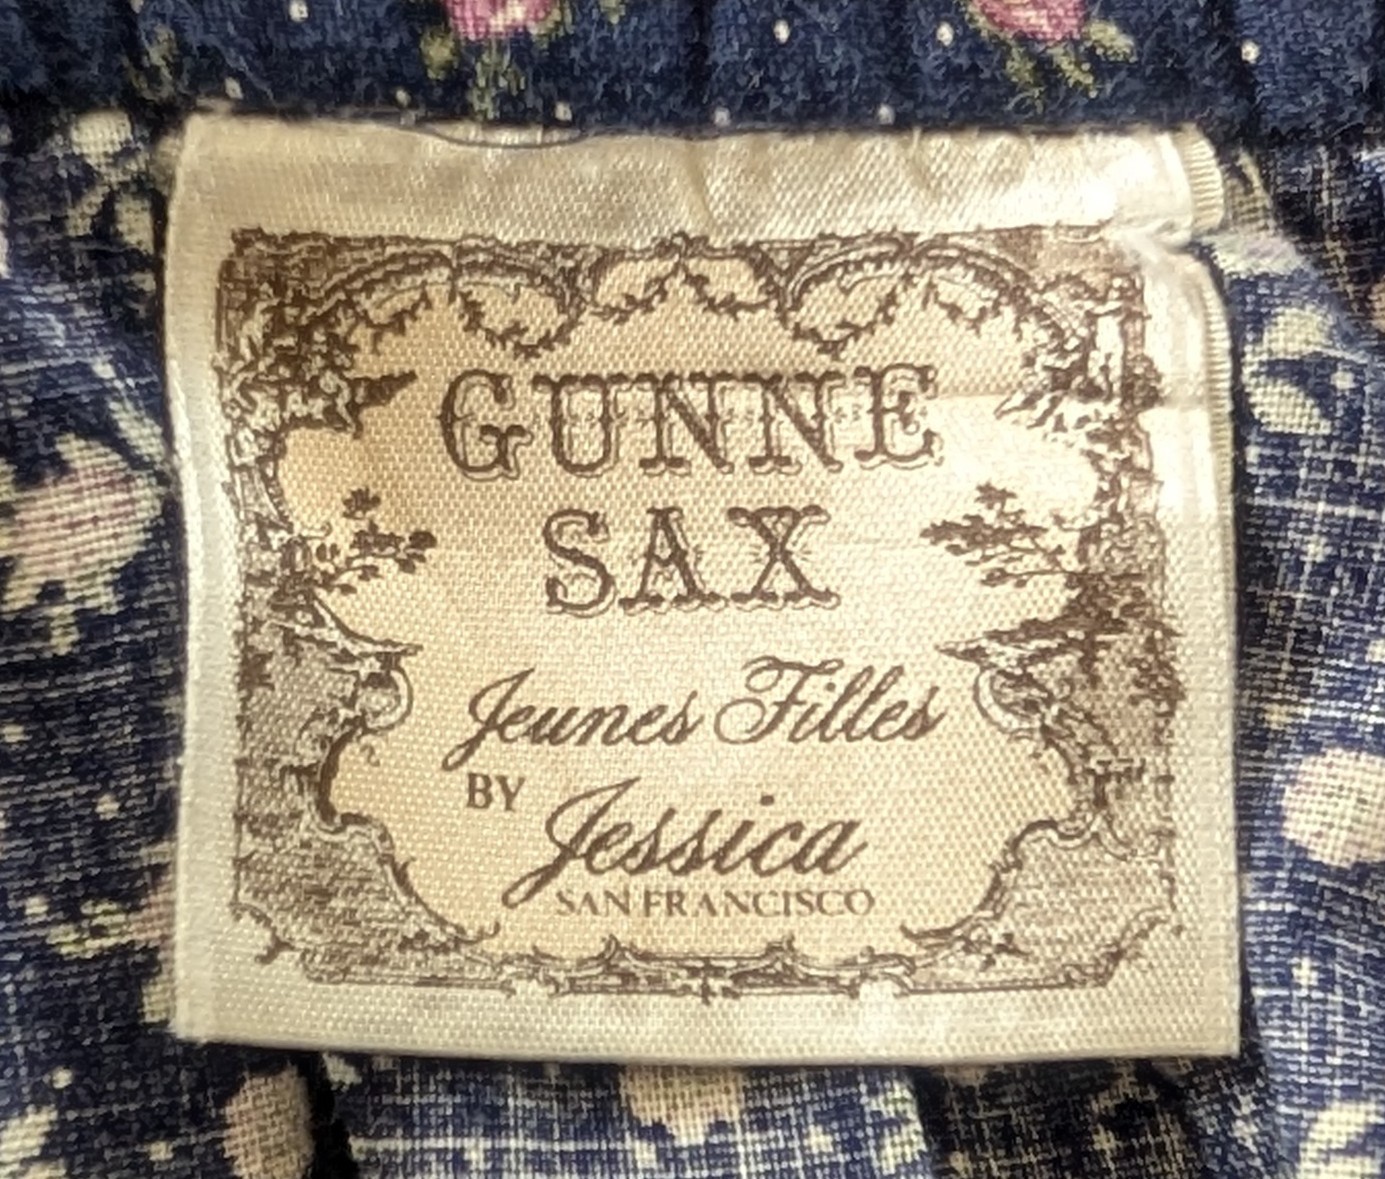 GUNNE
SAX
Jeunes Filles
BY Jessica
SAN FRANCISCO